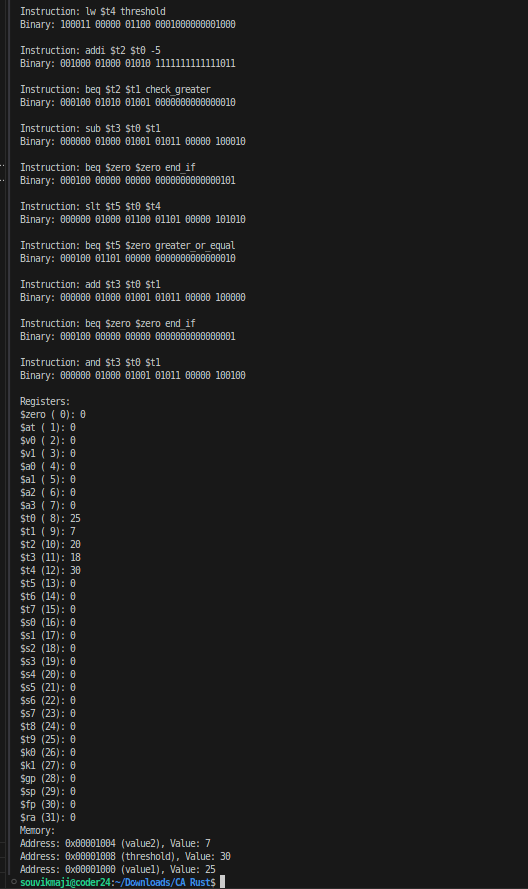 Instruction: lw $t4 threshold
Binary: 100011 00000 01100 0001000000001000
Instruction: addi $t2 $t0 -5
Binary: 001000 01000 01010 1111111111111011
Instruction: beq $t2 $t1 check_greater
Binary: 000100 01010 01001 0000000000000010
Instruction: sub $t3 $t0 $t1
Binary: 000000 01000 01001 01011 00000 100010
Instruction: beq $zero $zero end_if
Binary: 000100 00000 00000 0000000000000101
Instruction: slt $t5 $t0 $t4
Binary: 000000 01000 01100 01101 00000 101010
Instruction: beq $t5 $zero greater_or_equal
Binary: 000100 01101 00000 0000000000000010
Instruction: add $t3 $t0 $t1
Binary: 000000 01000 01001 01011 00000 100000
Instruction: beq $zero $zero end_if
Binary: 000100 00000 00000 0000000000000001
Instruction: and $t3 $t0 $t1
Binary: 000000 01000 01001 01011 00000 100100
Registers:
$zero ( 0): 0
$at ( 1): 0
$v0 ( 2): 0
$v1 ( 3): 0
$a0 ( 4): 0
$a1 ( 5): 0
$a2 ( 6): 0
$a3 ( 7): 0
$t0 ( 8): 25
$t1 ( 9): 7
$t2 (10): 20
$t3 (11): 18
$t4 (12): 30
$t5 (13): 0
$t6 (14): 0
$t7 (15): 0
$s0 (16): 0
$s1 (17): 0
$s2 (18): 0
$s3 (19): 0
$s4 (20): 0
$s5 (21): 0
$s6 (22): 0
$s7 (23): 0
$t8 (24): 0
$t9 (25): 0
$k0 (26): 0
$k1 (27): 0
$gp (28): 0
$sp (29): 0
$fp (30): 0
$ra (31): 0
Memory:
Address: 0x00001004 (value2), Value: 7
Address: 0x00001008 (threshold), Value: 30
Address: 0x00001000 (value1), Value: 25
souvikmaji@coder24:~/Downloads/CA Rust$